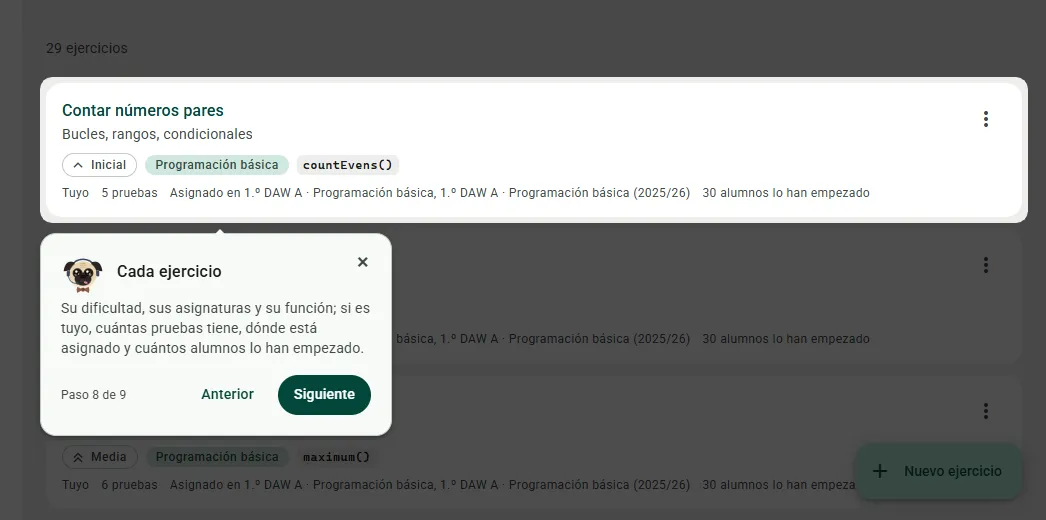 29 ejercicios
Contar números pares
Bucles, rangos, condicionales
Inicial Programación básica countEvens()
Tuyo 5 pruebas Asignado en 1.º DAW A · Programación básica, 1.º DAW A · Programación básica (2025/26) 30 alumnos lo han empezado
Cada ejercicio
Su dificultad, sus asignaturas y su función; si es
tuyo, cuántas pruebas tiene, dónde está
asignado y cuántos alumnos lo han empezado.
Paso 8 de 9 Anterior Siguiente
básica, 1.º DAW A · Programación básica (2025/26) 30 alumnos lo han empezado
Media Programación básica maximum()
Tuyo 6 pruebas Asignado en 1.º DAW A · Programación básica, 1.º DAW A · Programación básica (2025/26) 30 alumnos lo han empeza
Nuevo ejercicio